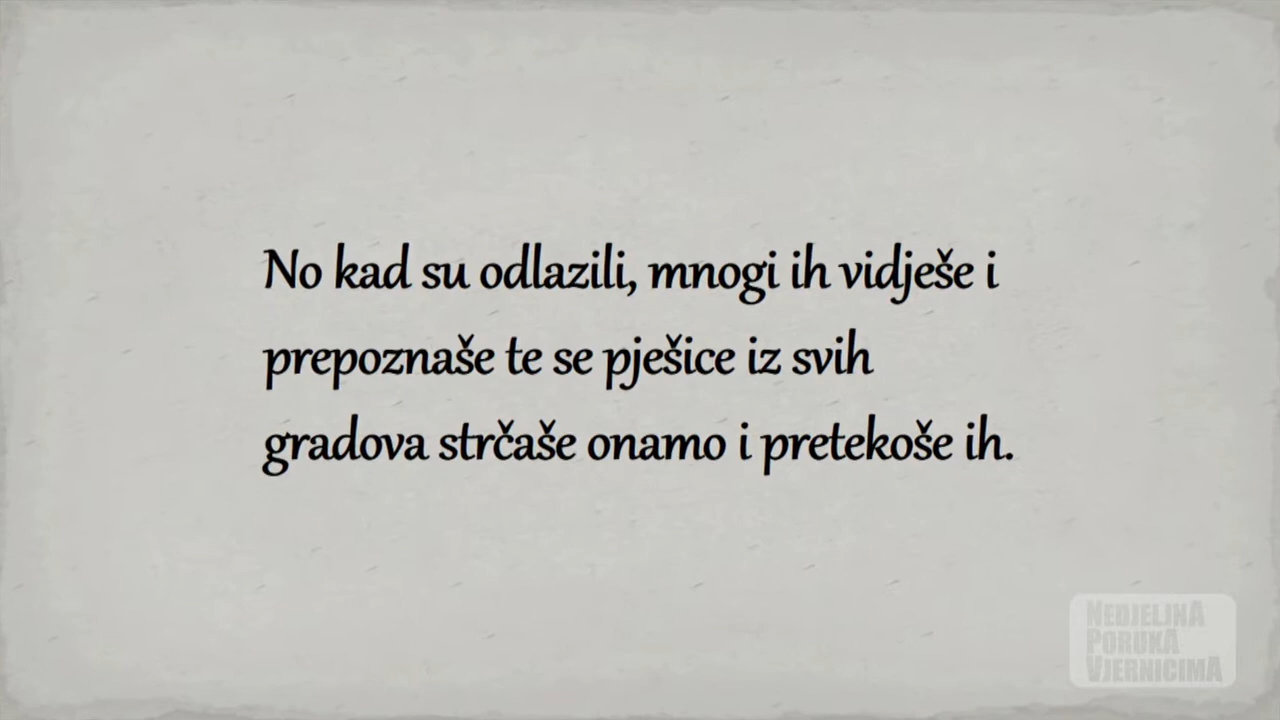 No kad su odlazili, mnogi ih vidješe i
prepoznaše te se pješice iz svih
gradova strčaše onamo i pretekoše ih.
NEDJELJNA
PORUKA
VJERNICIMA